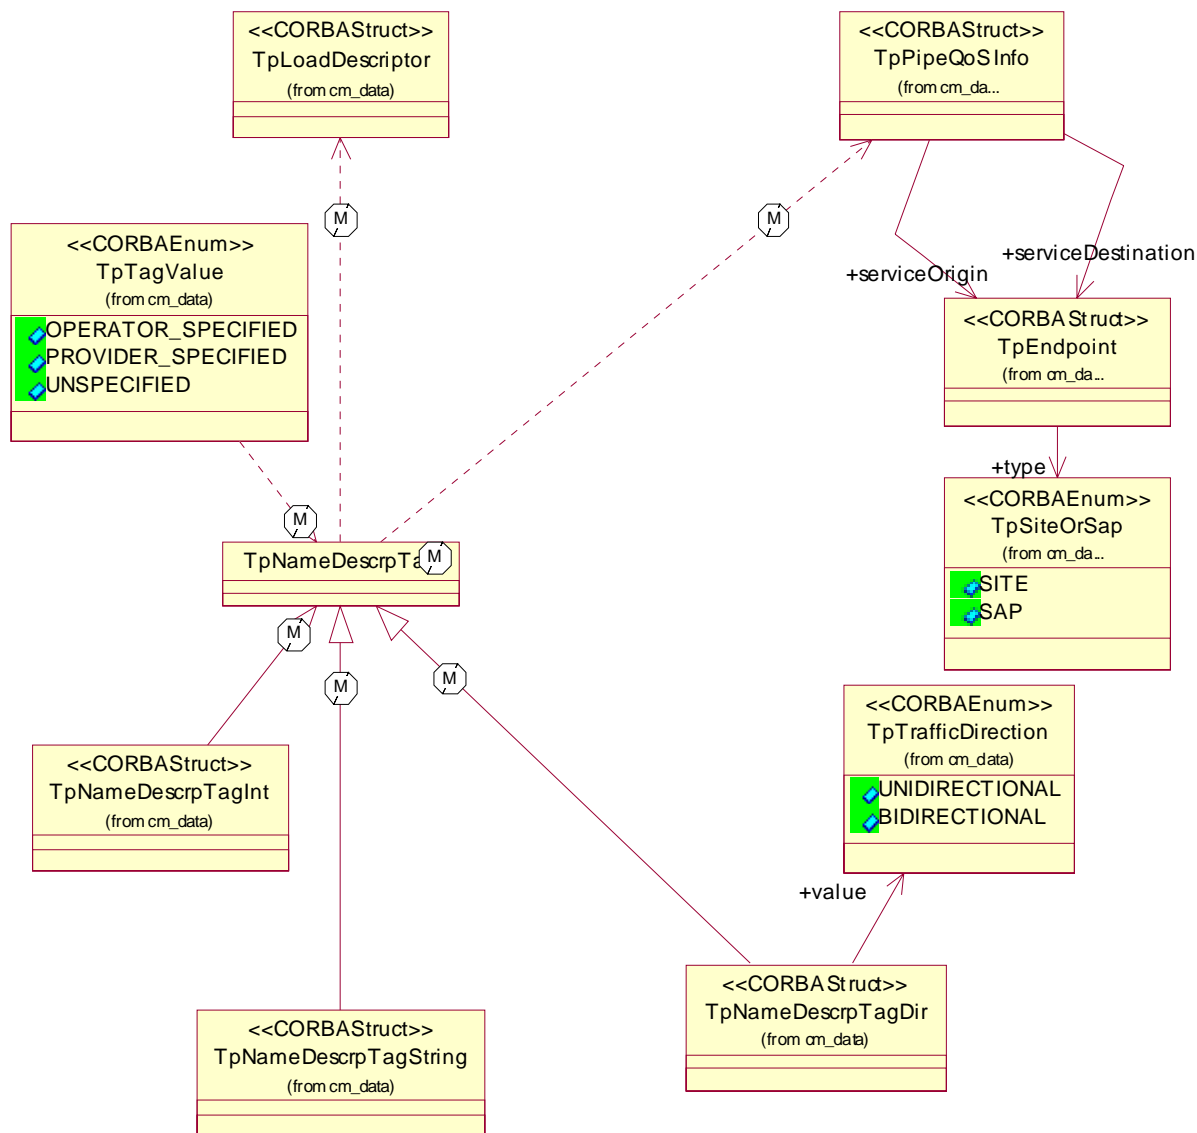 <<CORBAStruct>>
TpLoadDescriptor
(from cm_data)
<<CORBAStruct>>
TpPipeQoSInfo
(from cm_da...
M
M
<<CORBAEnum>>
TpTagValue
(from cm_data)
OPERATOR_SPECIFIED
PROVIDER_SPECIFIED
UNSPECIFIED
+serviceOrigin
+serviceDestination
<<CORBAStruct>>
TpEndpoint
(from cm_da...
+type
<<CORBAEnum>>
TpSiteOrSap
(from cm_da...
SITE
SAP
M
TpNameDescrpTa
M
M
M
M
<<CORBAEnum>>
TpTrafficDirection
(from cm_data)
UNIDIRECTIONAL
BIDIRECTIONAL
<<CORBAStruct>>
TpNameDescrpTagInt
(from cm_data)
+value
<<CORBAStruct>>
TpNameDescrpTagDir
(from cm_data)
<<CORBAStruct>>
TpNameDescrpTagString
(from cm_data)